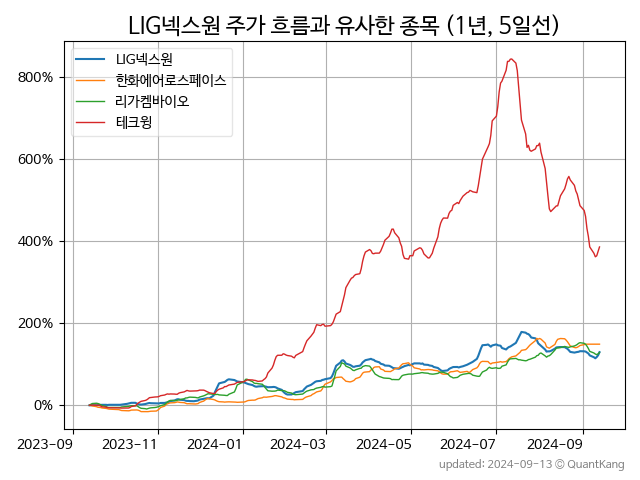 LIG넥스원 주가 흐름과 유사한 종목 (1년, 5일선)
LIG넥스원
한화에어로스페이스
리가켐바이오
테크윙
800%
600%
400%
200%
0%
2023-09 2023-11 2024-01 2024-03 2024-05 2024-07 2024-09
updated: 2024-09-13 © QuantKang